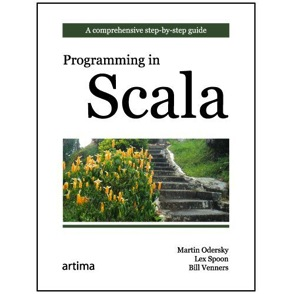 A comprehensive step-by-step guide
Programming in
Scala
Martin Odersky
Lex Spoon
Bill Venners
artima